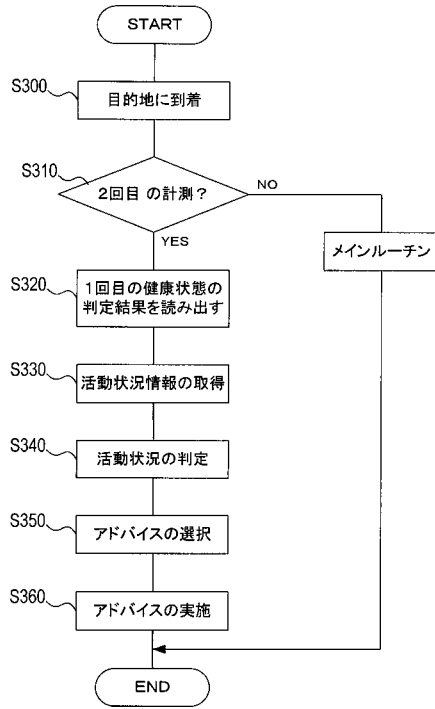 START
S300
目的地に到着
S310
2回目 の計測？
NO
YES
メインルーチン
S320
1回目の健康状態の
判定結果を読み出す
S330
活動状況情報の取得
S340
活動状況の判定
S350
アドバイスの選択
S360
アドバイスの実施
END